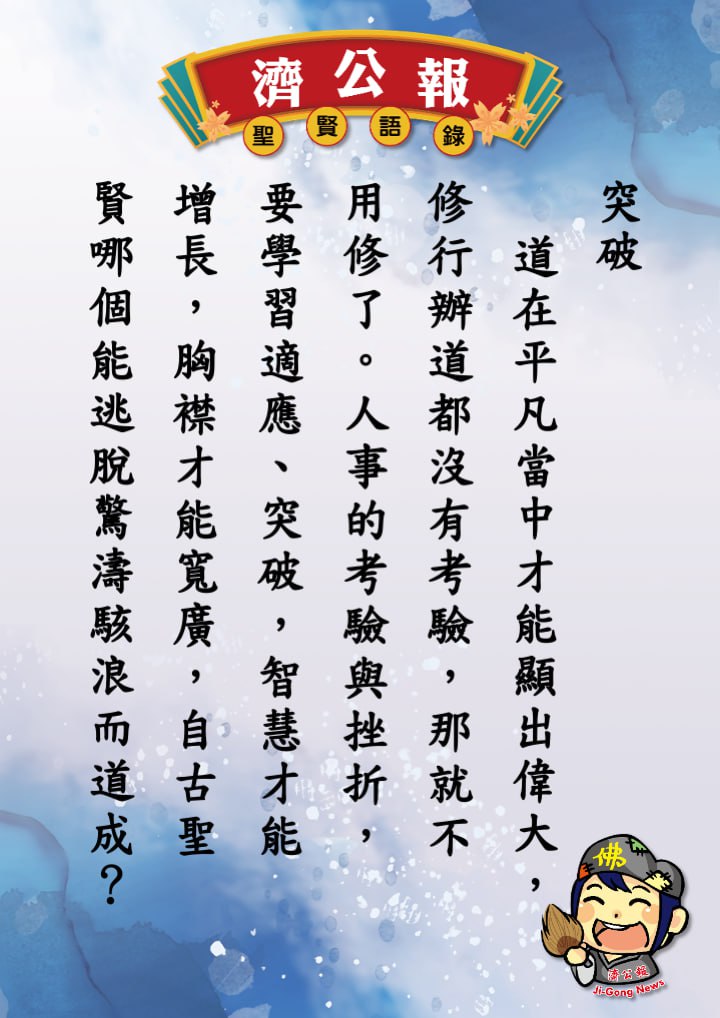 濟公報
聖賢語錄
突破
道在平凡當中才能顯出偉大，
修行辦道都沒有考驗，那就不
用修了。人事的考驗與挫折，
要學習適應、突破，智慧才能
增長，胸襟才能寬廣，自古聖
賢哪個能逃脫驚濤駭浪而道成？
佛
濟公報
Ji-Gong News